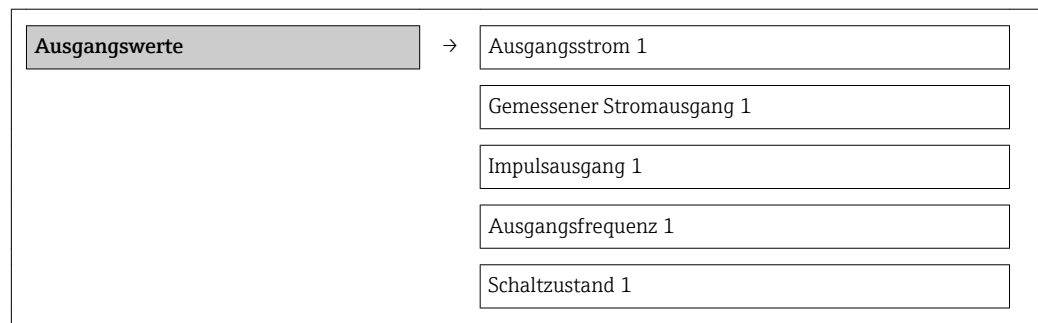 Ausgangswerte → Ausgangsstrom 1
Gemessener Stromausgang 1
Impulsausgang 1
Ausgangsfrequenz 1
Schaltzustand 1